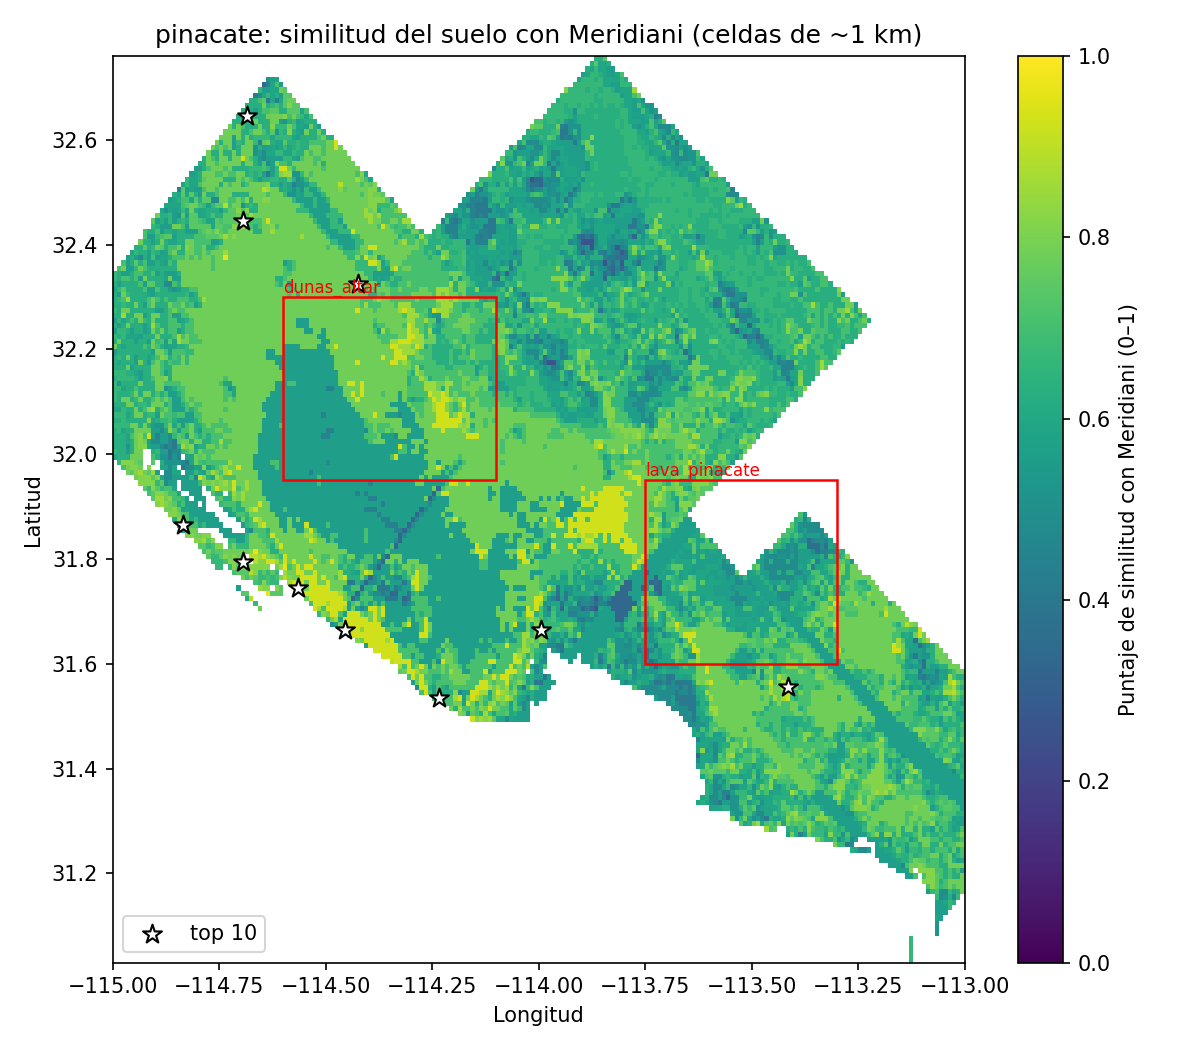 pinacate: similitud del suelo con Meridiani (celdas de ~1 km)
Latitud
32.6
32.4
32.2
32.0
31.8
31.6
31.4
31.2
dunas_altar
lava_pinacate
top 10
−115.00 −114.75 −114.50 −114.25 −114.00 −113.75 −113.50 −113.25 −113.00
Longitud
1.0
0.8
0.6
0.4
0.2
0.0
Puntaje de similitud con Meridiani (0–1)